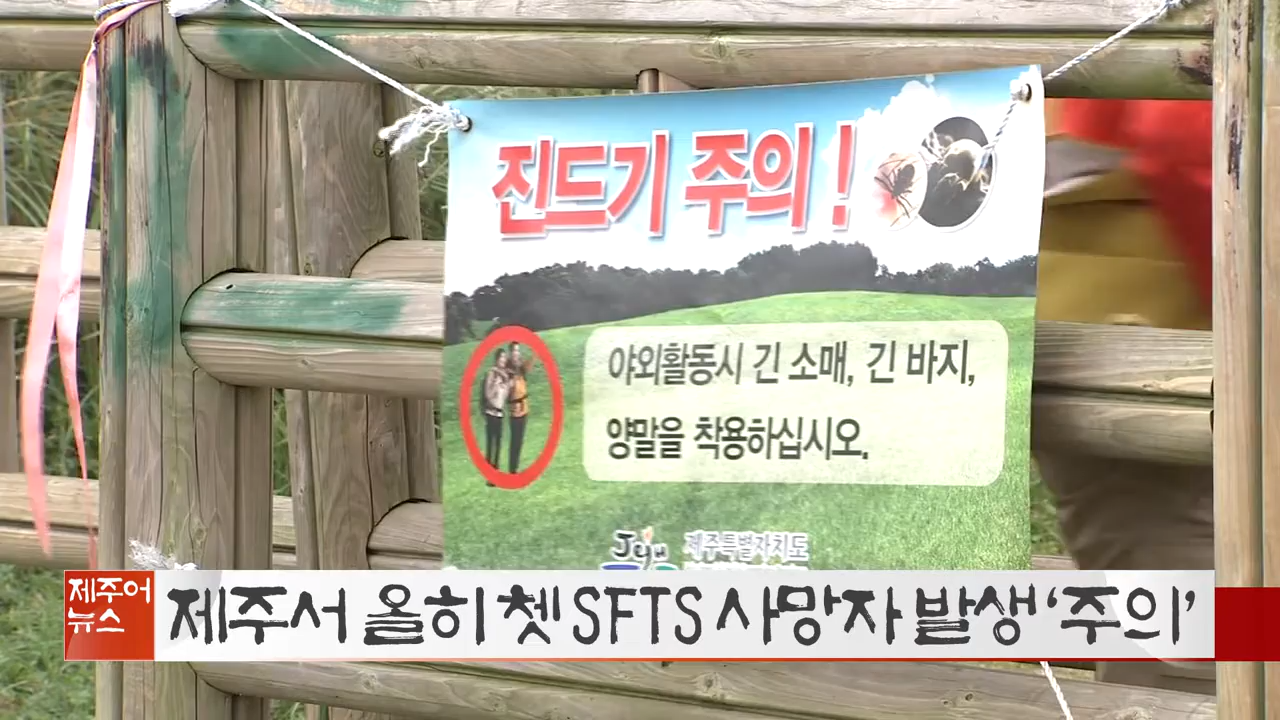 진드기 주의!
야외활동시 긴 소매, 긴 바지,
양말을 착용하십시오.
Jeju 제주특별자치도
제주어
뉴스
제주서 올히 쳇 SFTS 사망자 발생 '주의'